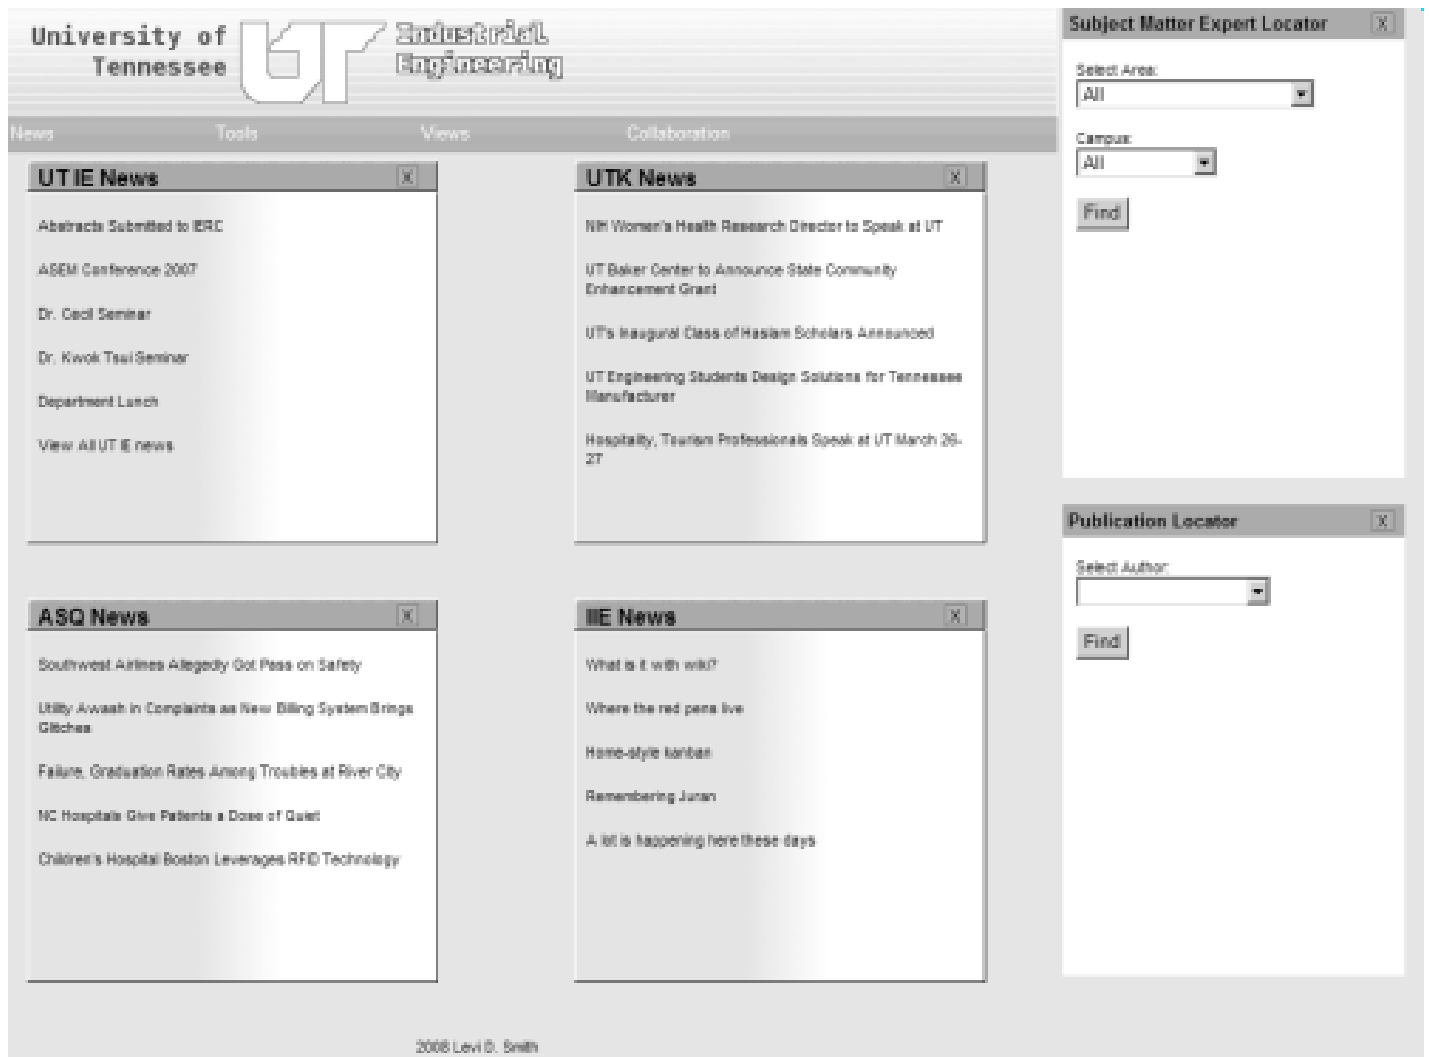 University of
Tennessee
UT
Industrial
Engineering
News Tools Views Collaboration
UT IE News X
Abstracts Submitted to IERC
ASEM Conference 2007
Dr. Cecil Seminar
Dr. Kwok Tsui Seminar
Department Lunch
View All UT IE news
UTK News X
NIH Women's Health Research Director to Speak at UT
UT Baker Center to Announce State Community
Enhancement Grant
UT's Inaugural Class of Haslam Scholars Announced
UT Engineering Students Design Solutions for Tennessee
Manufacturer
Hospitality, Tourism Professionals Speak at UT March 26-
27
ASQ News X
Southwest Airlines Allegedly Got Pass on Safety
Utility Awash in Complaints as New Billing System Brings
Glitches
Failure, Graduation Rates Among Troubles at River City
NC Hospitals Give Patients a Dose of Quiet
Children's Hospital Boston Leverages RFID Technology
IIE News X
What is it with wiki?
Where the red pens live
Home-style kanban
Remembering Juran
A lot is happening here these days
Subject Matter Expert Locator X
Select Area:
All
Campus:
All
Find
Publication Locator X
Select Author:
Find
2008 Levi D. Smith